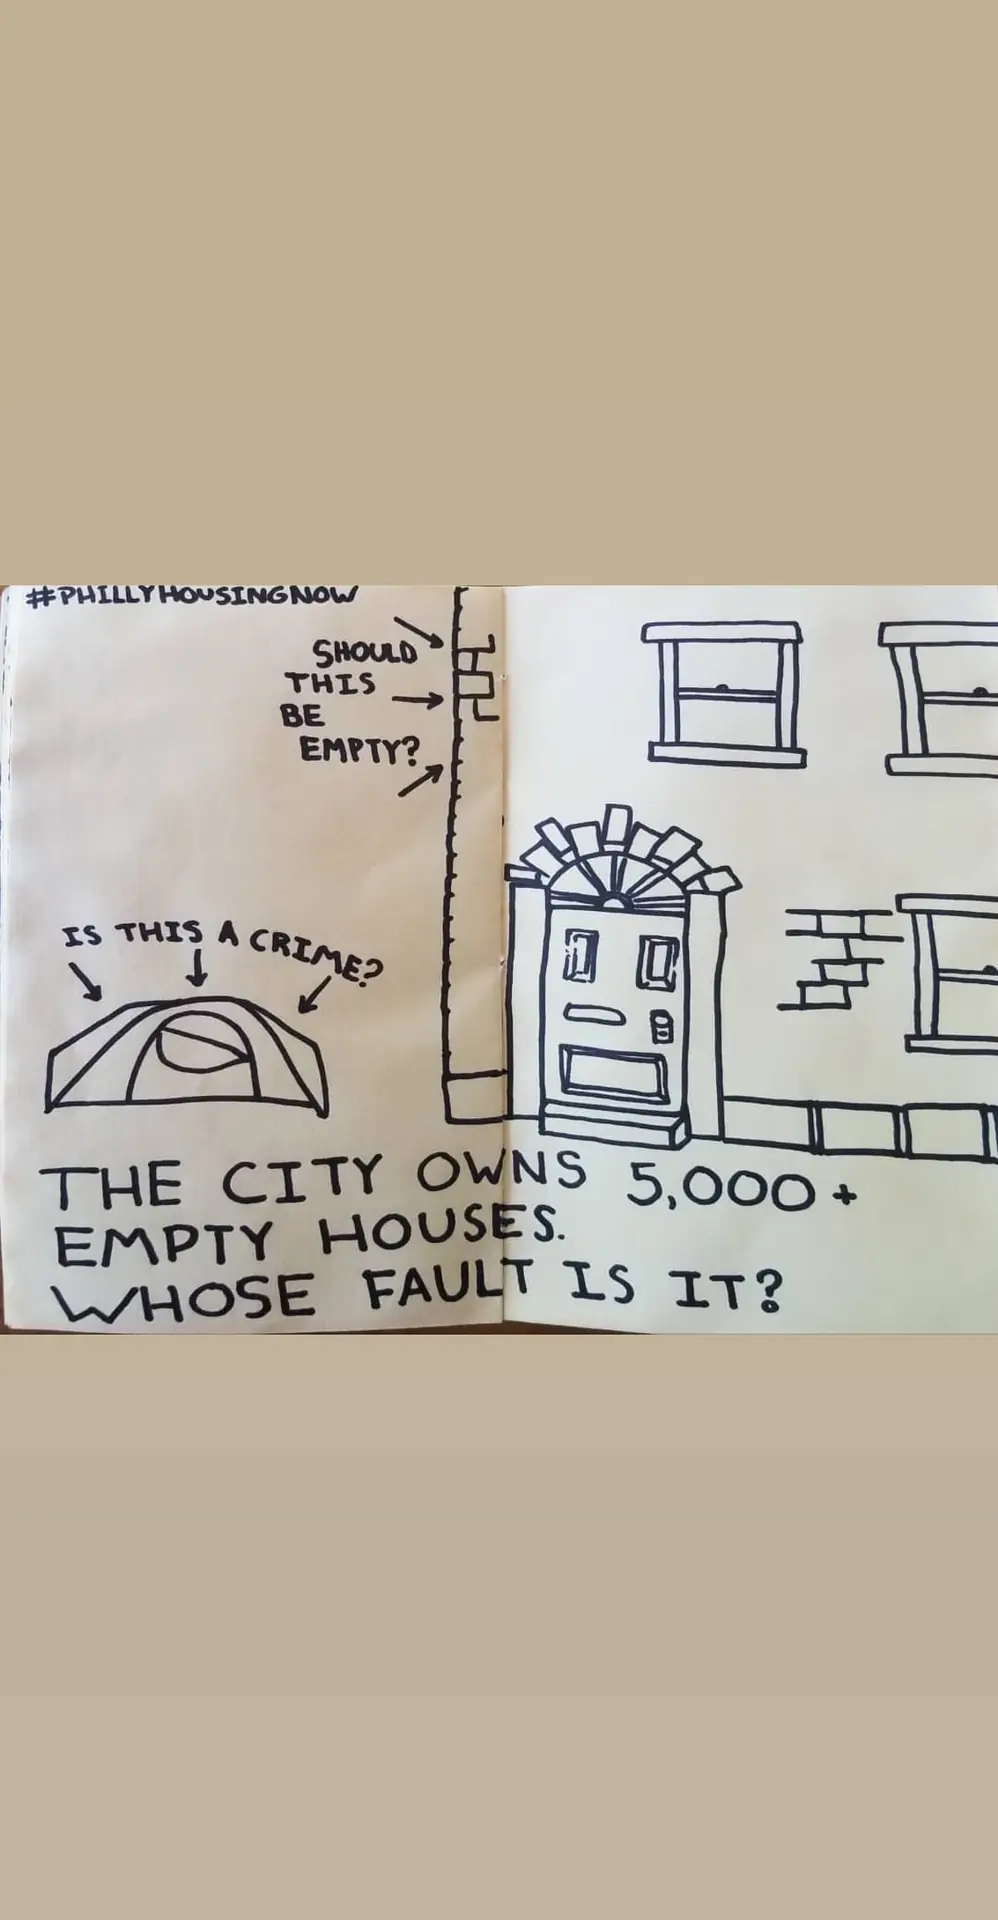 #PHILLYHOUSINGNOW
SHOULD
THIS
BE
EMPTY?
IS THIS A CRIME?
THE CITY OWNS 5,000+
EMPTY HOUSES.
WHOSE FAULT IS IT?